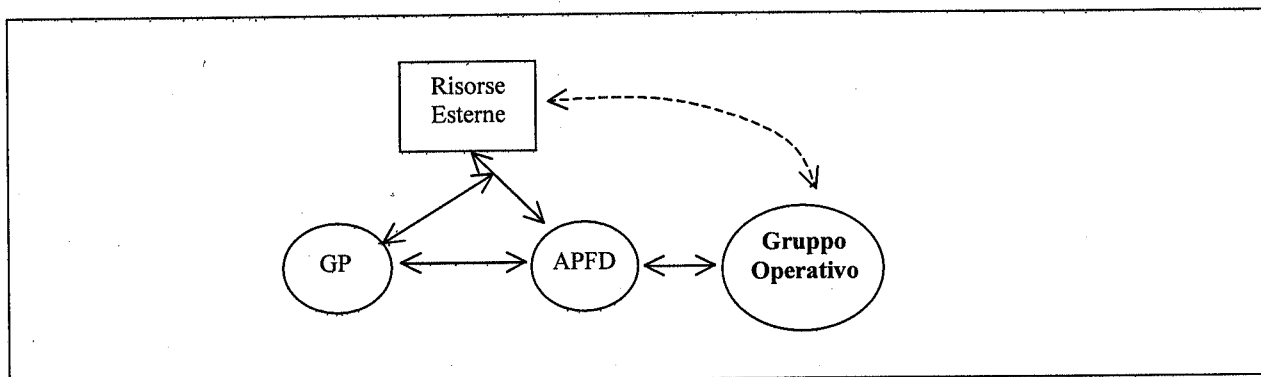 Risorse
Esterne
GP
APFD
Gruppo
Operativo